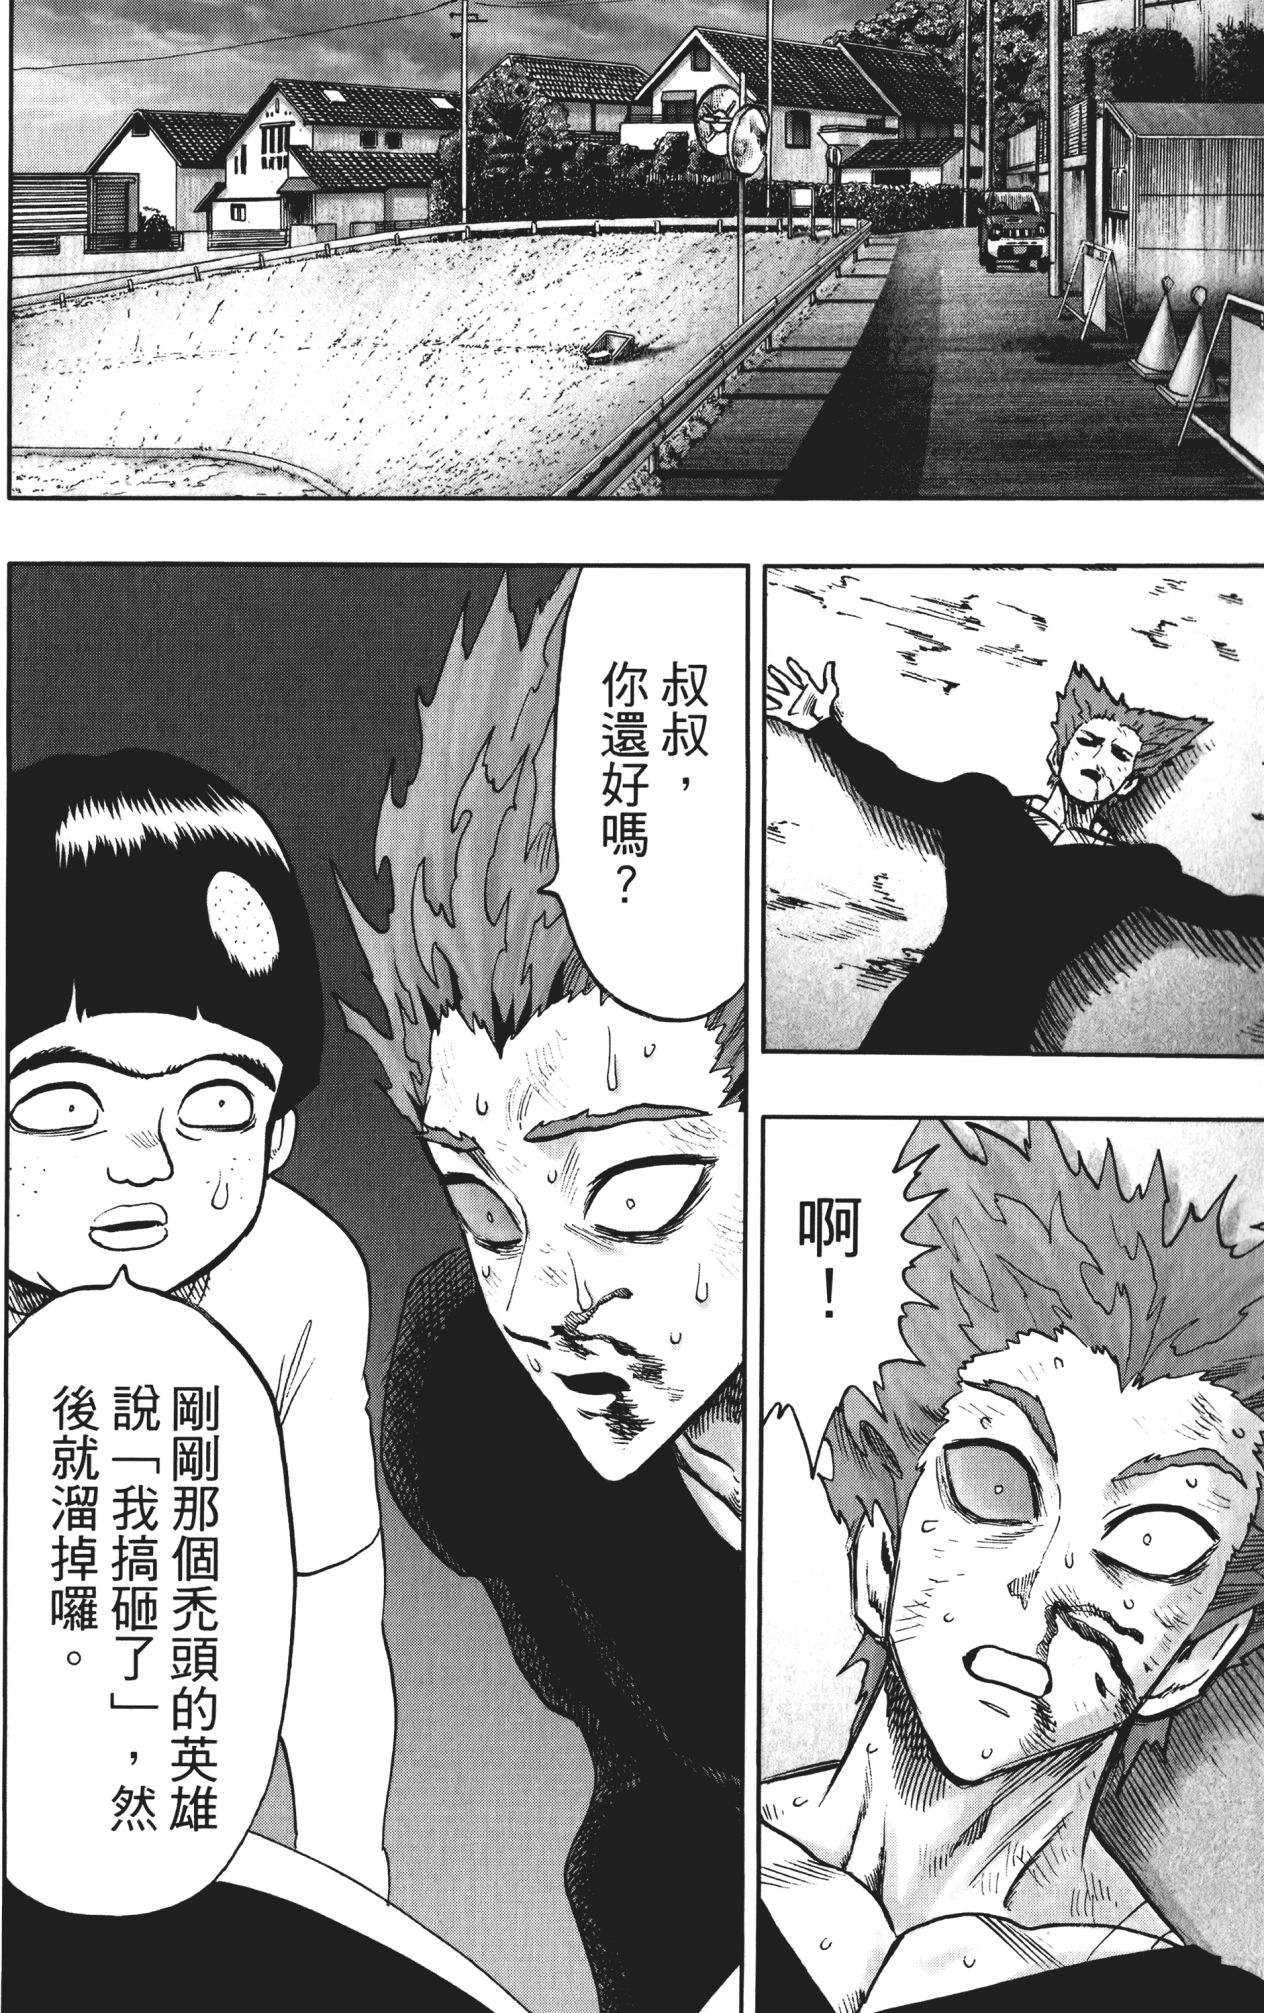 啊！
叔叔，
你還好嗎？
剛剛那個禿頭的英雄
說「我搞砸了」，然
後就溜掉囉。